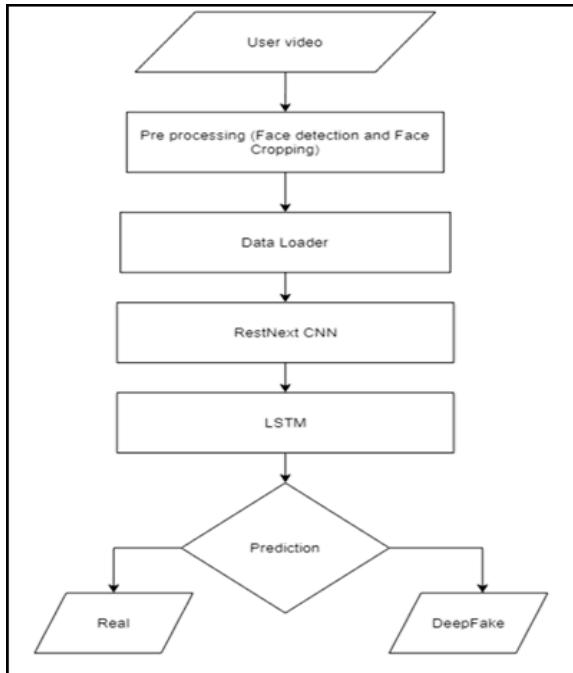 User video
Pre processing (Face detection and Face
Cropping)
Data Loader
RestNext CNN
LSTM
Prediction
Real
DeepFake